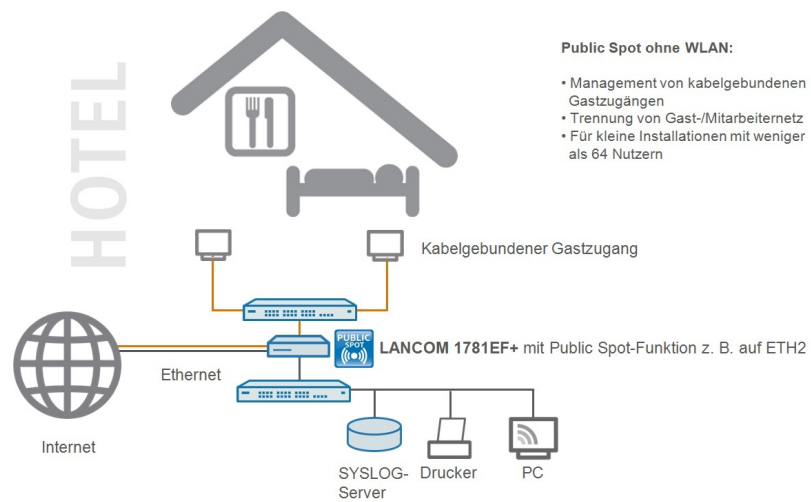 HOTEL
Public Spot ohne WLAN:
• Management von kabelgebundenen
Gastzugängen
• Trennung von Gast-/Mitarbeiternetz
• Für kleine Installationen mit weniger
als 64 Nutzern
Kabelgebundener Gastzugang
PUBLIC
SPOT
LANCOM 1781EF+ mit Public Spot-Funktion z. B. auf ETH2
Ethernet
Internet
SYSLOG-
Server
Drucker
PC